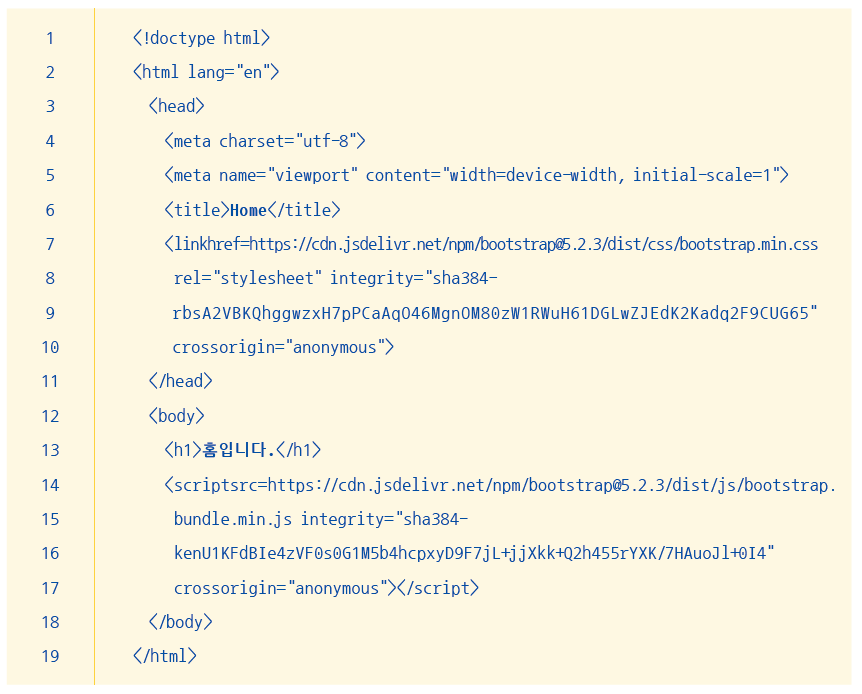 1 <!doctype html>
2 <html lang="en">
3 <head>
4 <meta charset="utf-8">
5 <meta name="viewport" content="width=device-width, initial-scale=1">
6 <title>Home</title>
7 <linkhref=https://cdn.jsdelivr.net/npm/bootstrap@5.2.3/dist/css/bootstrap.min.css
8 rel="stylesheet" integrity="sha384-
9 rbsA2VBKQhggwzxH7pPCaAqO46MgnOM80zW1RWuH61DGLwZJEdK2Kadq2F9CUG65"
10 crossorigin="anonymous">
11 </head>
12 <body>
13 <h1>홈입니다.</h1>
14 <scriptsrc=https://cdn.jsdelivr.net/npm/bootstrap@5.2.3/dist/js/bootstrap.
15 bundle.min.js integrity="sha384-
16 kenU1KFdBIe4zVF0s0G1M5b4hcpxyD9F7jL+jjXkk+Q2h455rYXK/7HAuoJl+0I4"
17 crossorigin="anonymous"></script>
18 </body>
19 </html>